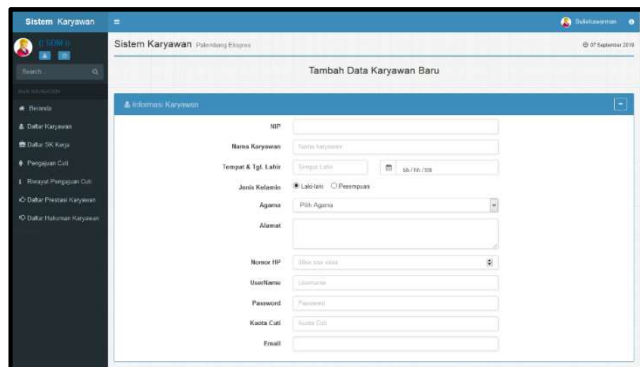 Sistem Karyawan
Sistem Karyawan Palembang Ekspres
07 September 2019
Search...
Tambah Data Karyawan Baru
MAIN NAVIGATION
Beranda
Daftar Karyawan
Daftar SK Kerja
Pengajuan Cuti
Riwayat Pengajuan Cuti
Daftar Prestasi Karyawan
Daftar Hukuman Karyawan
Informasi Karyawan
NIP
Nama Karyawan
Nama karyawan
Tempat & Tgl. Lahir
Tempat Lahir
Jenis Kelamin
Laki-laki
Perempuan
Agama
Pilih Agama
Alamat
Nomor HP
UserName
Username
Password
Password
Kuota Cuti
Kuota Cuti
Email